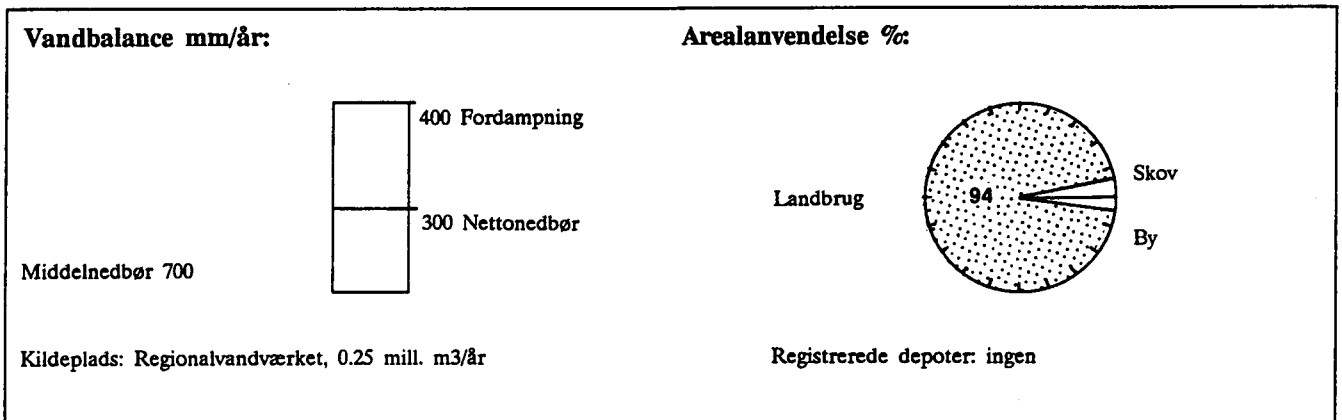 Vandbalance mm/år:
Arealanvendelse %:
400 Fordampning
300 Nettonedbør
Middelnedbør 700
Landbrug
94
Skov
By
Kildeplads: Regionalvandværket, 0.25 mill. m3/år
Registrerede depoter: ingen